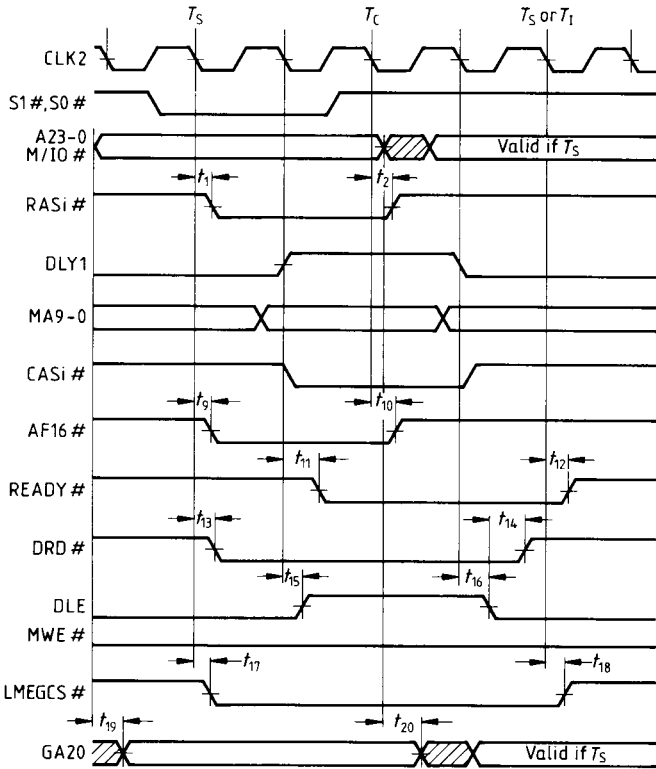 T_S T_C T_S or T_I
CLK2
S1#,S0#
A23-0
M/IO# Valid if T_S
t_1 t_2
RASi#
DLY1
MA9-0
CASi#
t_9 t_10
AF16#
t_11 t_12
READY#
t_13 t_14
DRD#
t_15 t_16
DLE
MWE#
t_17 t_18
LMEGCS#
t_19 t_20
GA20 Valid if T_S